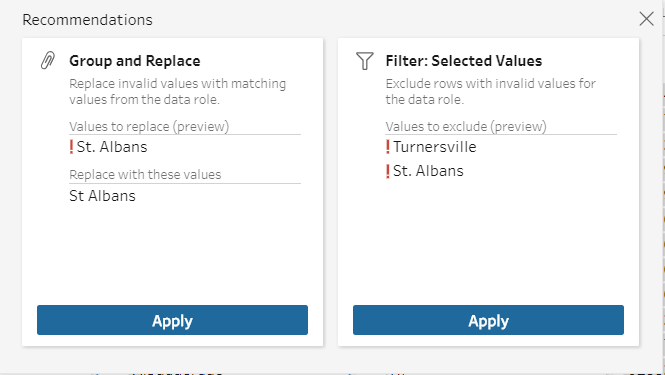 Recommendations
Group and Replace
Replace invalid values with matching
values from the data role.
Values to replace (preview)
! St. Albans
Replace with these values
St Albans
Apply
Filter: Selected Values
Exclude rows with invalid values for
the data role.
Values to exclude (preview)
! Turnersville
! St. Albans
Apply